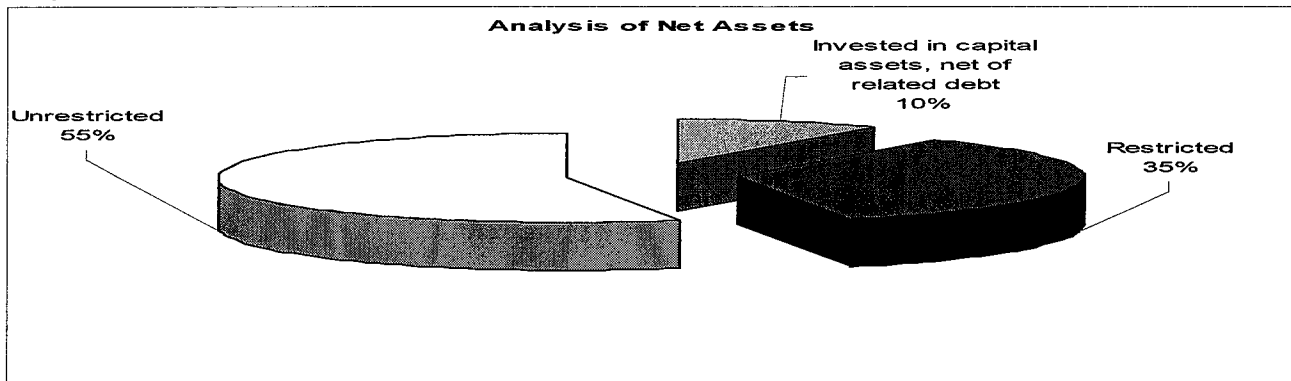 Analysis of Net Assets
Invested in capital
assets, net of
related debt
10%
Unrestricted
55%
Restricted
35%